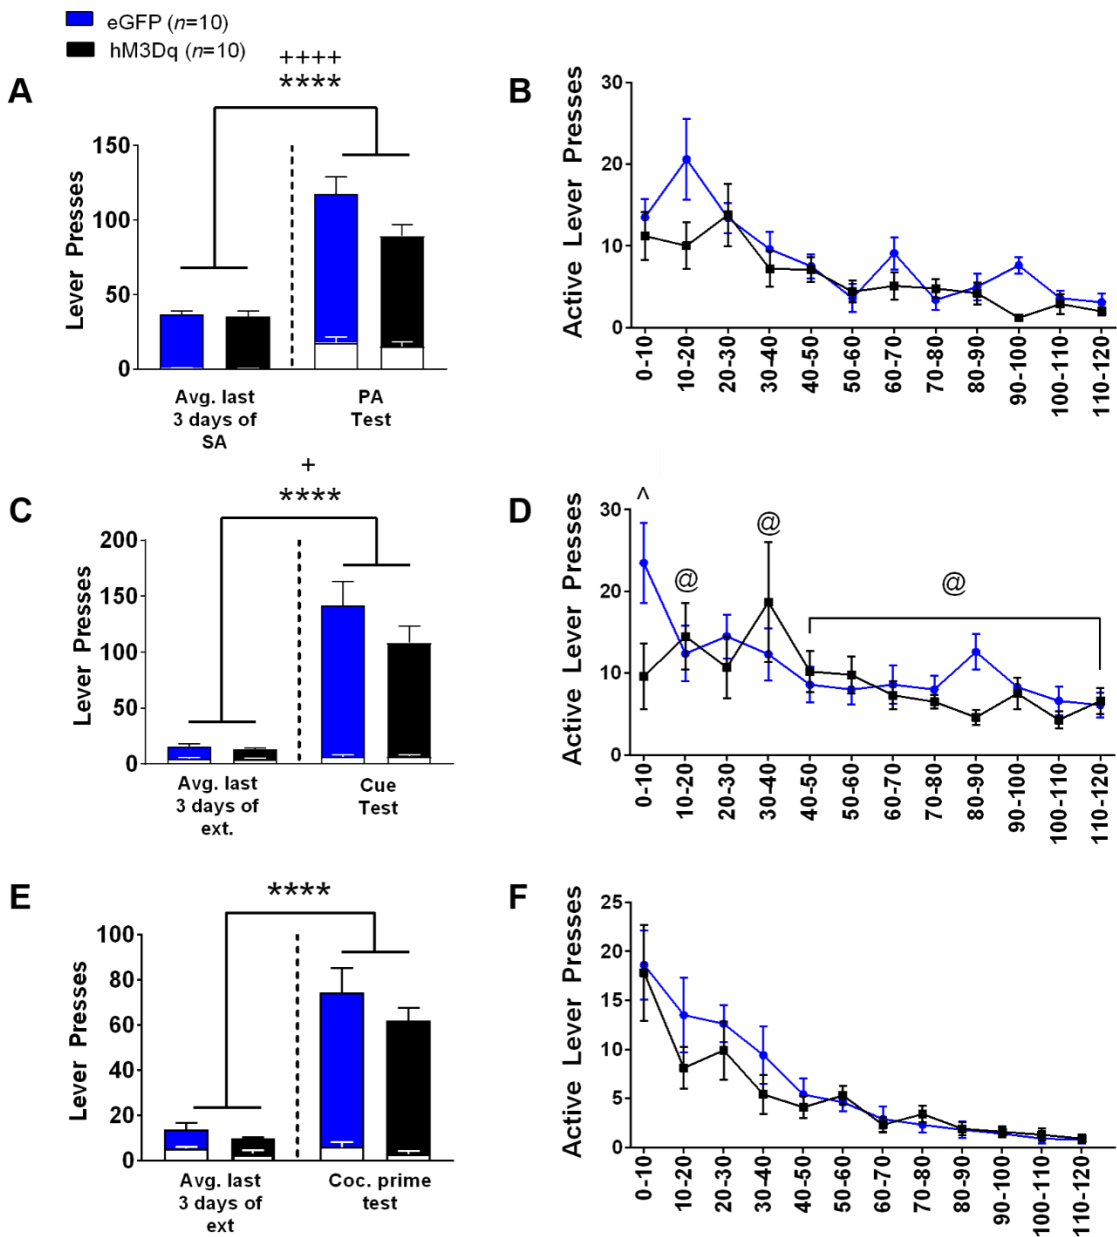 eGFP (n=10)
hM3Dq (n=10)
A
++++
****
Lever Presses
150
100
50
0
Avg. last
3 days of
SA
PA
Test
B
Active Lever Presses
30
20
10
0
0-10
10-20
20-30
30-4
40-50
50-60
60-70
70-80
80-90
90-100
100-110
110-120
C
+
****
Lever Presses
200
150
100
50
0
Avg. last
3 days of
ext.
Cue
Test
D
^
@
@
@
Active Lever Presses
30
20
10
0
0-10
10-20
20-30
30-4
40-50
50-60
60-70
70-80
80-90
90-100
100-110
110-120
E
****
Lever Presses
100
80
60
40
20
0
Avg. last
3 days of
ext
Coc. prime
test
F
Active Lever Presses
25
20
15
10
5
0
0-10
10-20
20-30
30-40
40-50
50-60
60-70
70-80
80-90
90-100
100-110
110-120